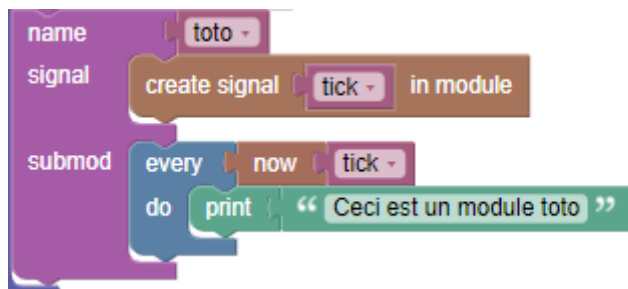 name toto
signal create signal tick in module
submod every now tick
do print “ Ceci est un module toto ”